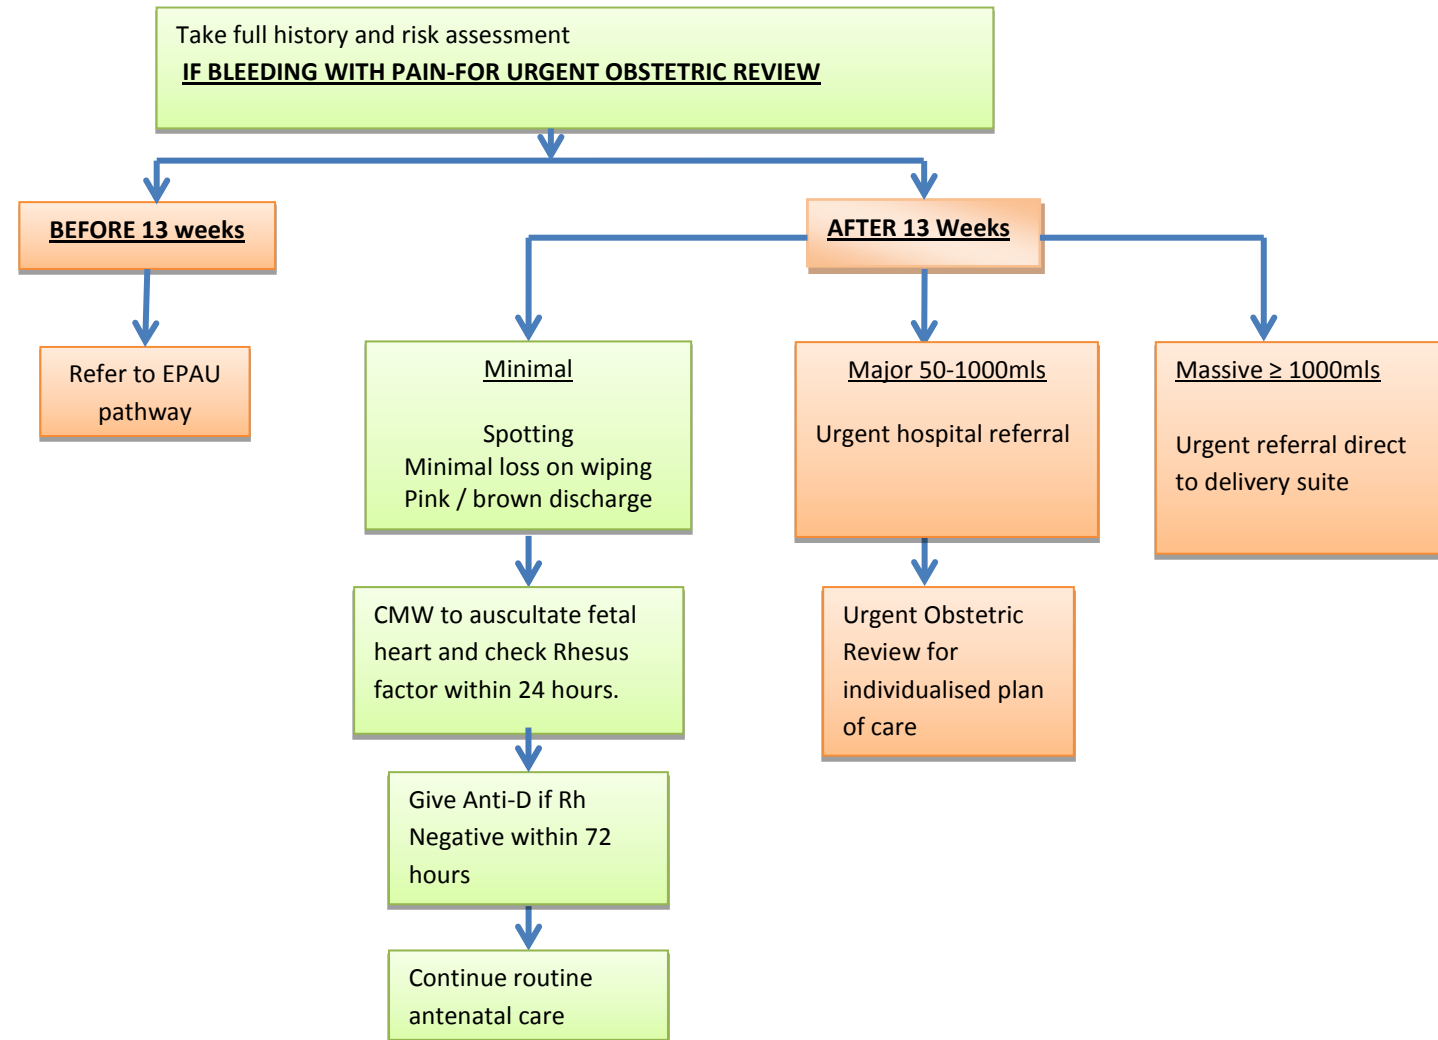 Take full history and risk assessment
IF BLEEDING WITH PAIN-FOR URGENT OBSTETRIC REVIEW
BEFORE 13 weeks
AFTER 13 Weeks
Refer to EPAU
pathway
Minimal
Spotting
Minimal loss on wiping
Pink / brown discharge
Major 50-1000mls
Urgent hospital referral
Massive ≥ 1000mls
Urgent referral direct
to delivery suite
CMW to auscultate fetal
heart and check Rhesus
factor within 24 hours.
Urgent Obstetric
Review for
individualised plan
of care
Give Anti-D if Rh
Negative within 72
hours
Continue routine
antenatal care